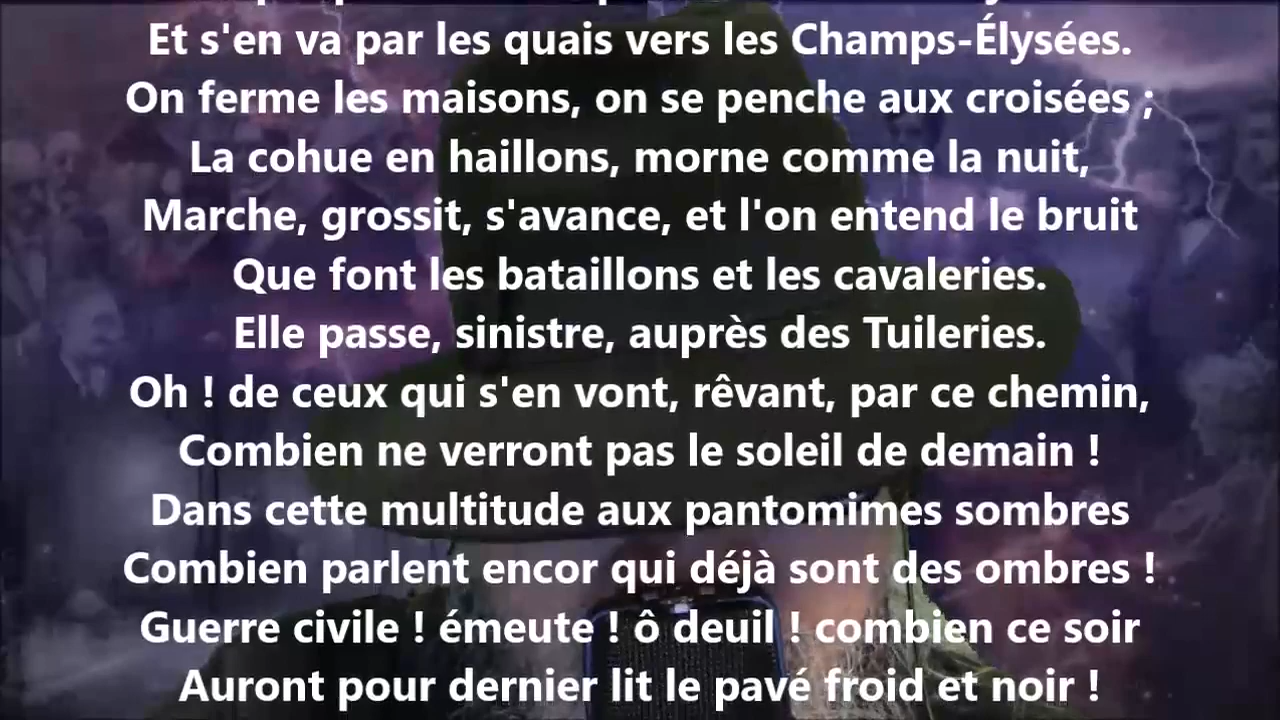 Et s'en va par les quais vers les Champs-Élysées.
On ferme les maisons, on se penche aux croisées ;
La cohue en haillons, morne comme la nuit,
Marche, grossit, s'avance, et l'on entend le bruit
Que font les bataillons et les cavaleries.
Elle passe, sinistre, auprès des Tuileries.
Oh ! de ceux qui s'en vont, rêvant, par ce chemin,
Combien ne verront pas le soleil de demain !
Dans cette multitude aux pantomimes sombres
Combien parlent encor qui déjà sont des ombres !
Guerre civile ! émeute ! ô deuil ! combien ce soir
Auront pour dernier lit le pavé froid et noir !